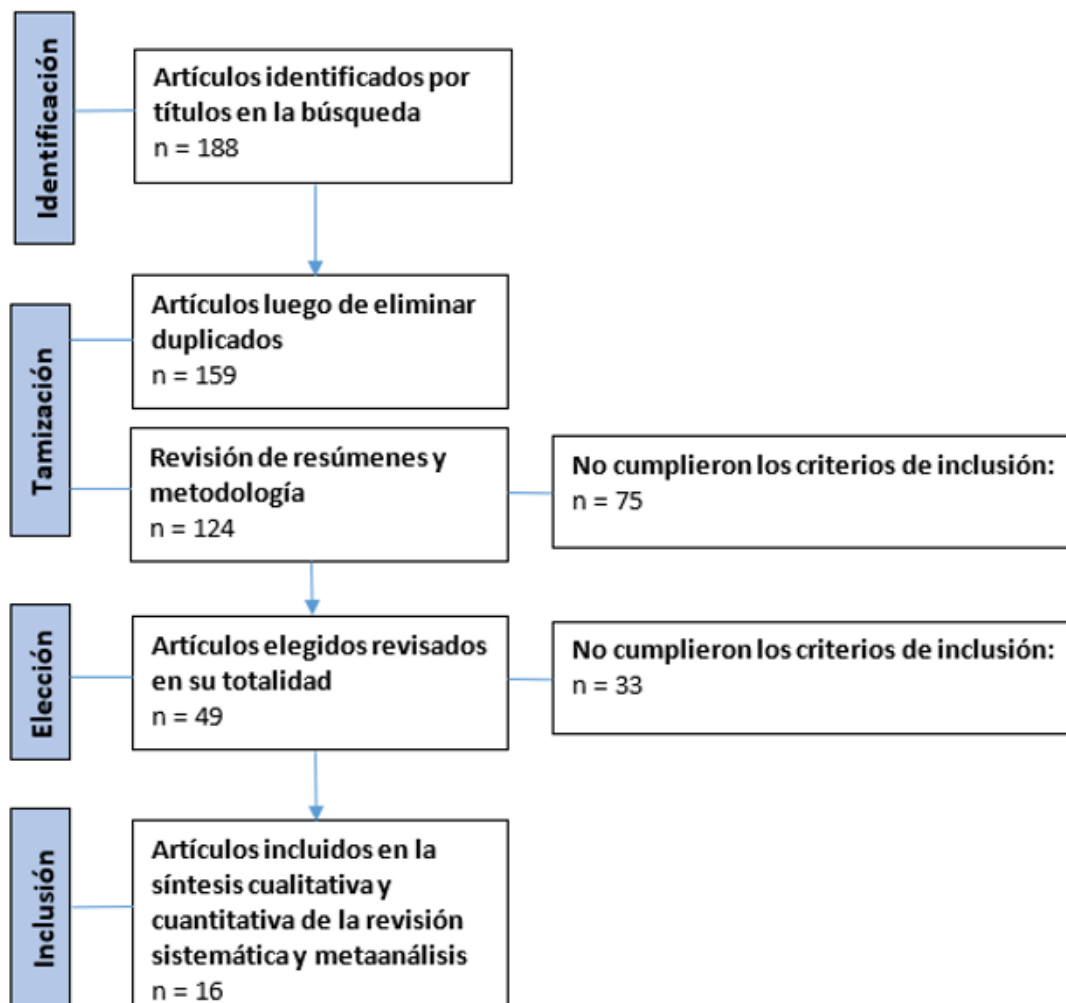 Identificación
Artículos identificados por
títulos en la búsqueda
n = 188
Tamización
Artículos luego de eliminar
duplicados
n = 159
Revisión de resúmenes y
metodología
n = 124
No cumplieron los criterios de inclusión:
n = 75
Elección
Artículos elegidos revisados
en su totalidad
n = 49
No cumplieron los criterios de inclusión:
n = 33
Inclusión
Artículos incluidos en la
síntesis cualitativa y
cuantitativa de la revisión
sistemática y metaanálisis
n = 16